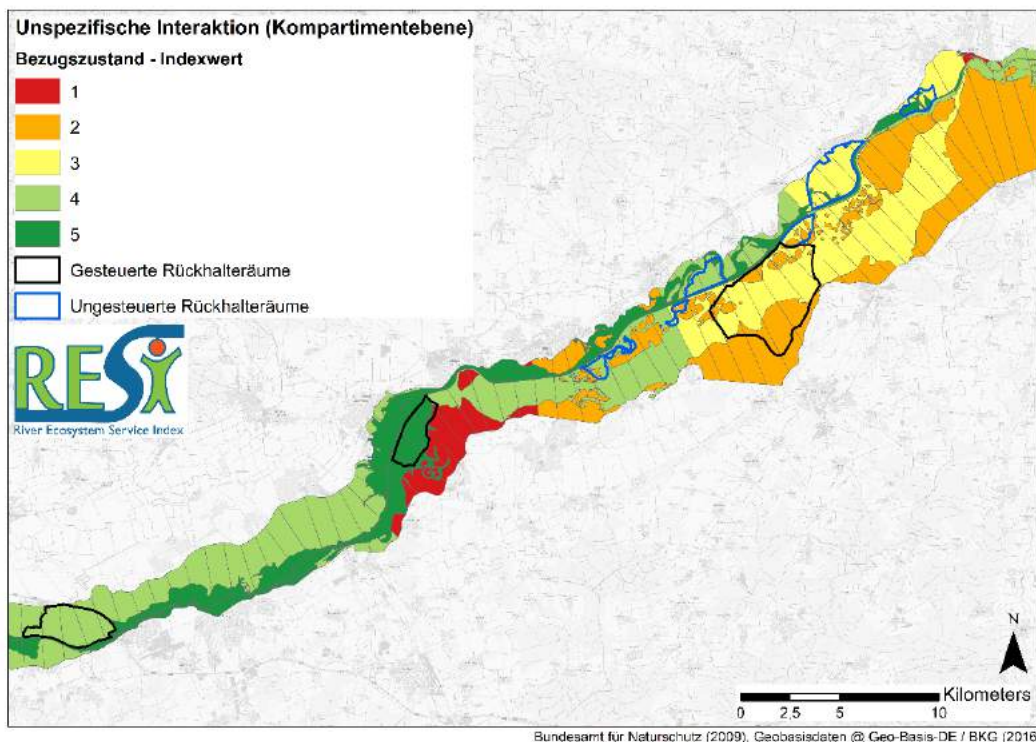 Unspezifische Interaktion (Kompartimentebene)
Bezugszustand - Indexwert
1
2
3
4
5
Gesteuerte Rückhalteräume
Ungesteuerte Rückhalteräume
RESI
River Ecosystem Service Index
N
Kilometers
0 2,5 5 10
Bundesamt für Naturschutz (2009), Geobasisdaten @ Geo-Basis-DE / BKG (2016